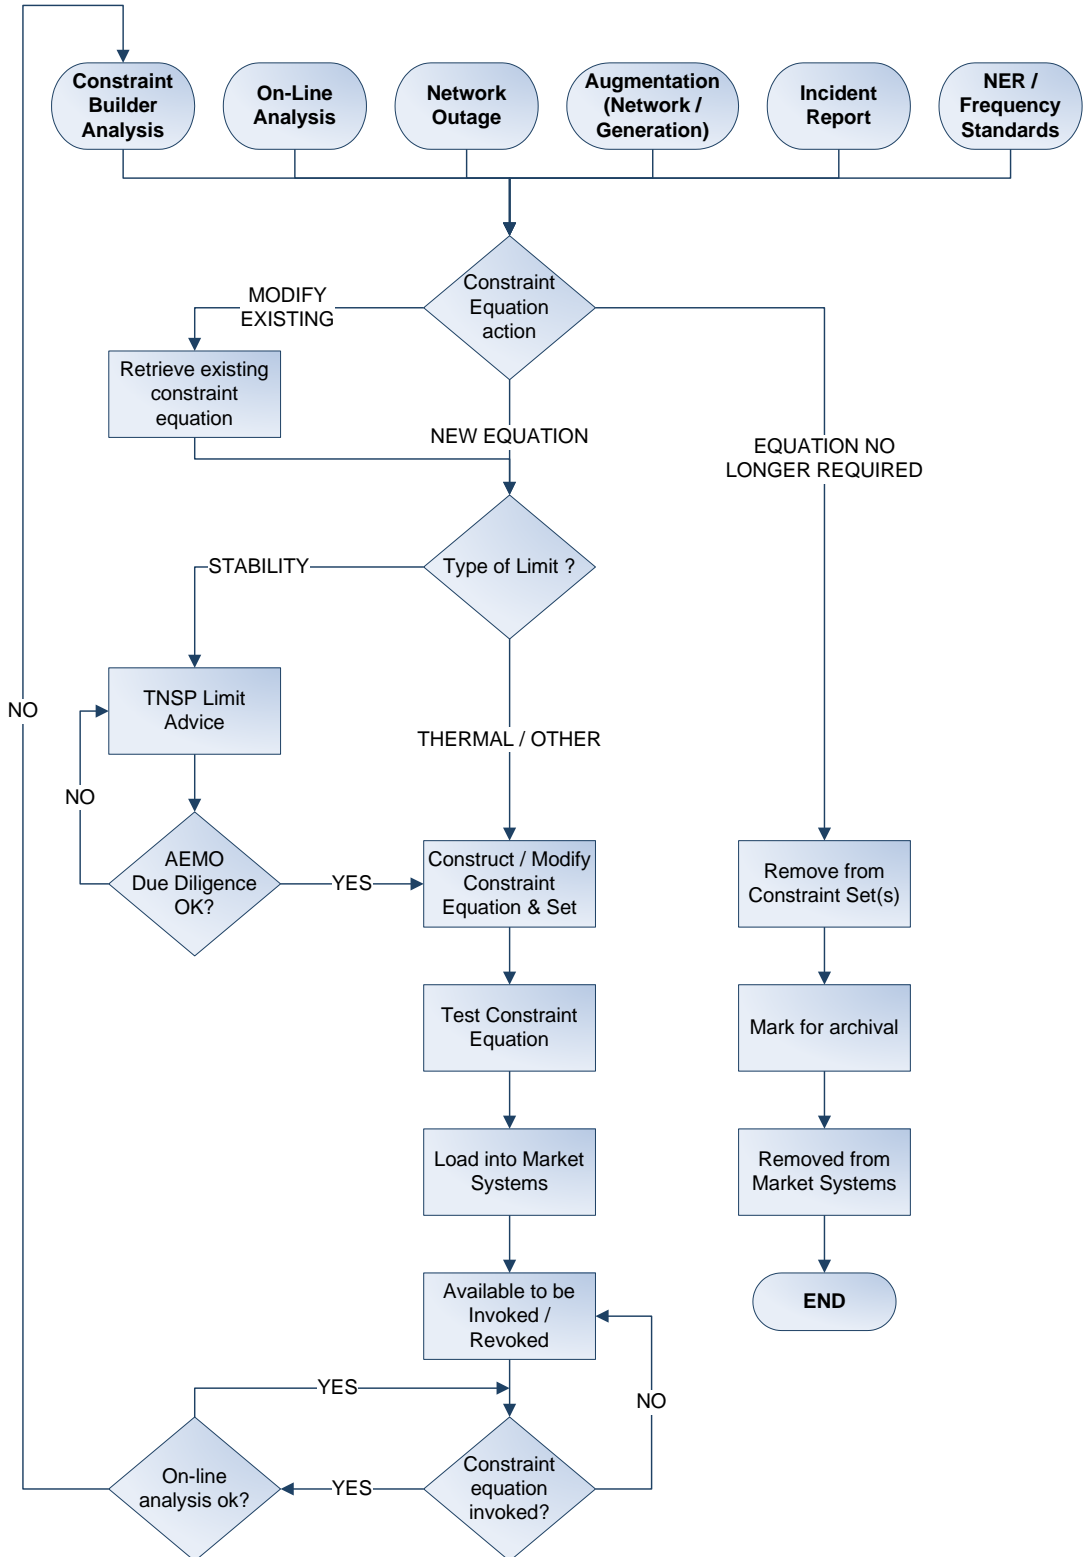 Constraint
Builder
Analysis
On-Line
Analysis
Network
Outage
Augmentation
(Network /
Generation)
Incident
Report
NER /
Frequency
Standards
Constraint
Equation
action
MODIFY
EXISTING
Retrieve existing
constraint
equation
NEW EQUATION
EQUATION NO
LONGER REQUIRED
Type of Limit ?
STABILITY
TNSP Limit
Advice
NO
THERMAL / OTHER
NO
AEMO
Due Diligence
OK?
YES
Construct / Modify
Constraint
Equation & Set
Remove from
Constraint Set(s)
Test Constraint
Equation
Mark for archival
Load into Market
Systems
Removed from
Market Systems
Available to be
Invoked /
Revoked
END
YES
NO
On-line
analysis ok?
YES
Constraint
equation
invoked?